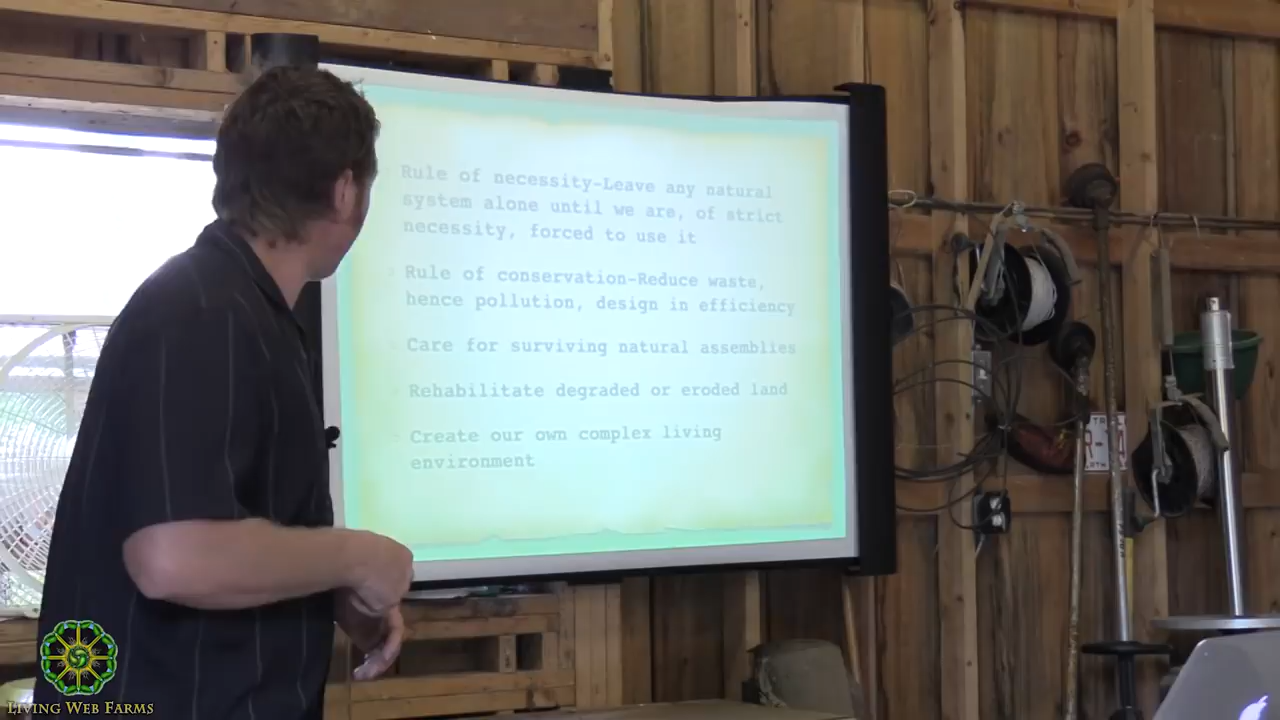 Rule of necessity-Leave any natural
system alone until we are, of strict
necessity, forced to use it
Rule of conservation-Reduce waste,
hence pollution, design in efficiency
Care for surviving natural assemblies
Rehabilitate degraded or eroded land
Create our own complex living
environment
LIVING WEB FARMS